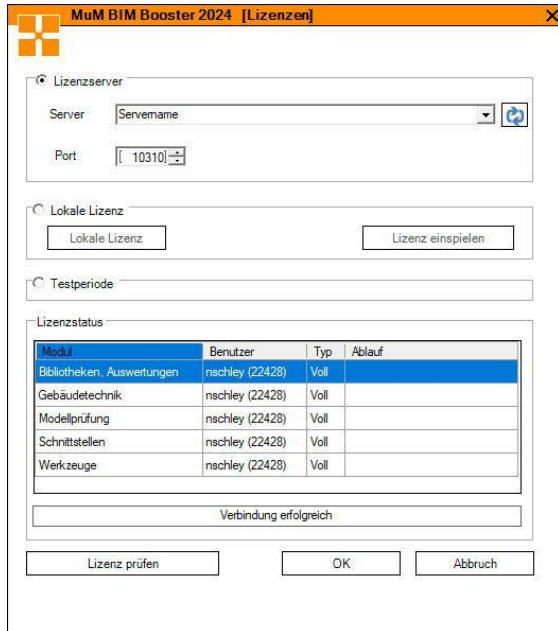 MuM BIM Booster 2024 [Lizenzen]
Lizenzserver
Server Servername
Port [ 10310]
Lokale Lizenz
Lokale Lizenz Lizenz einspielen
Testperiode
Lizenzstatus
Modul Benutzer Typ Ablauf
Bibliotheken, Auswertungen nschley (22428) Voll
Gebäudetechnik nschley (22428) Voll
Modellprüfung nschley (22428) Voll
Schnittstellen nschley (22428) Voll
Werkzeuge nschley (22428) Voll
Verbindung erfolgreich
Lizenz prüfen OK Abbruch